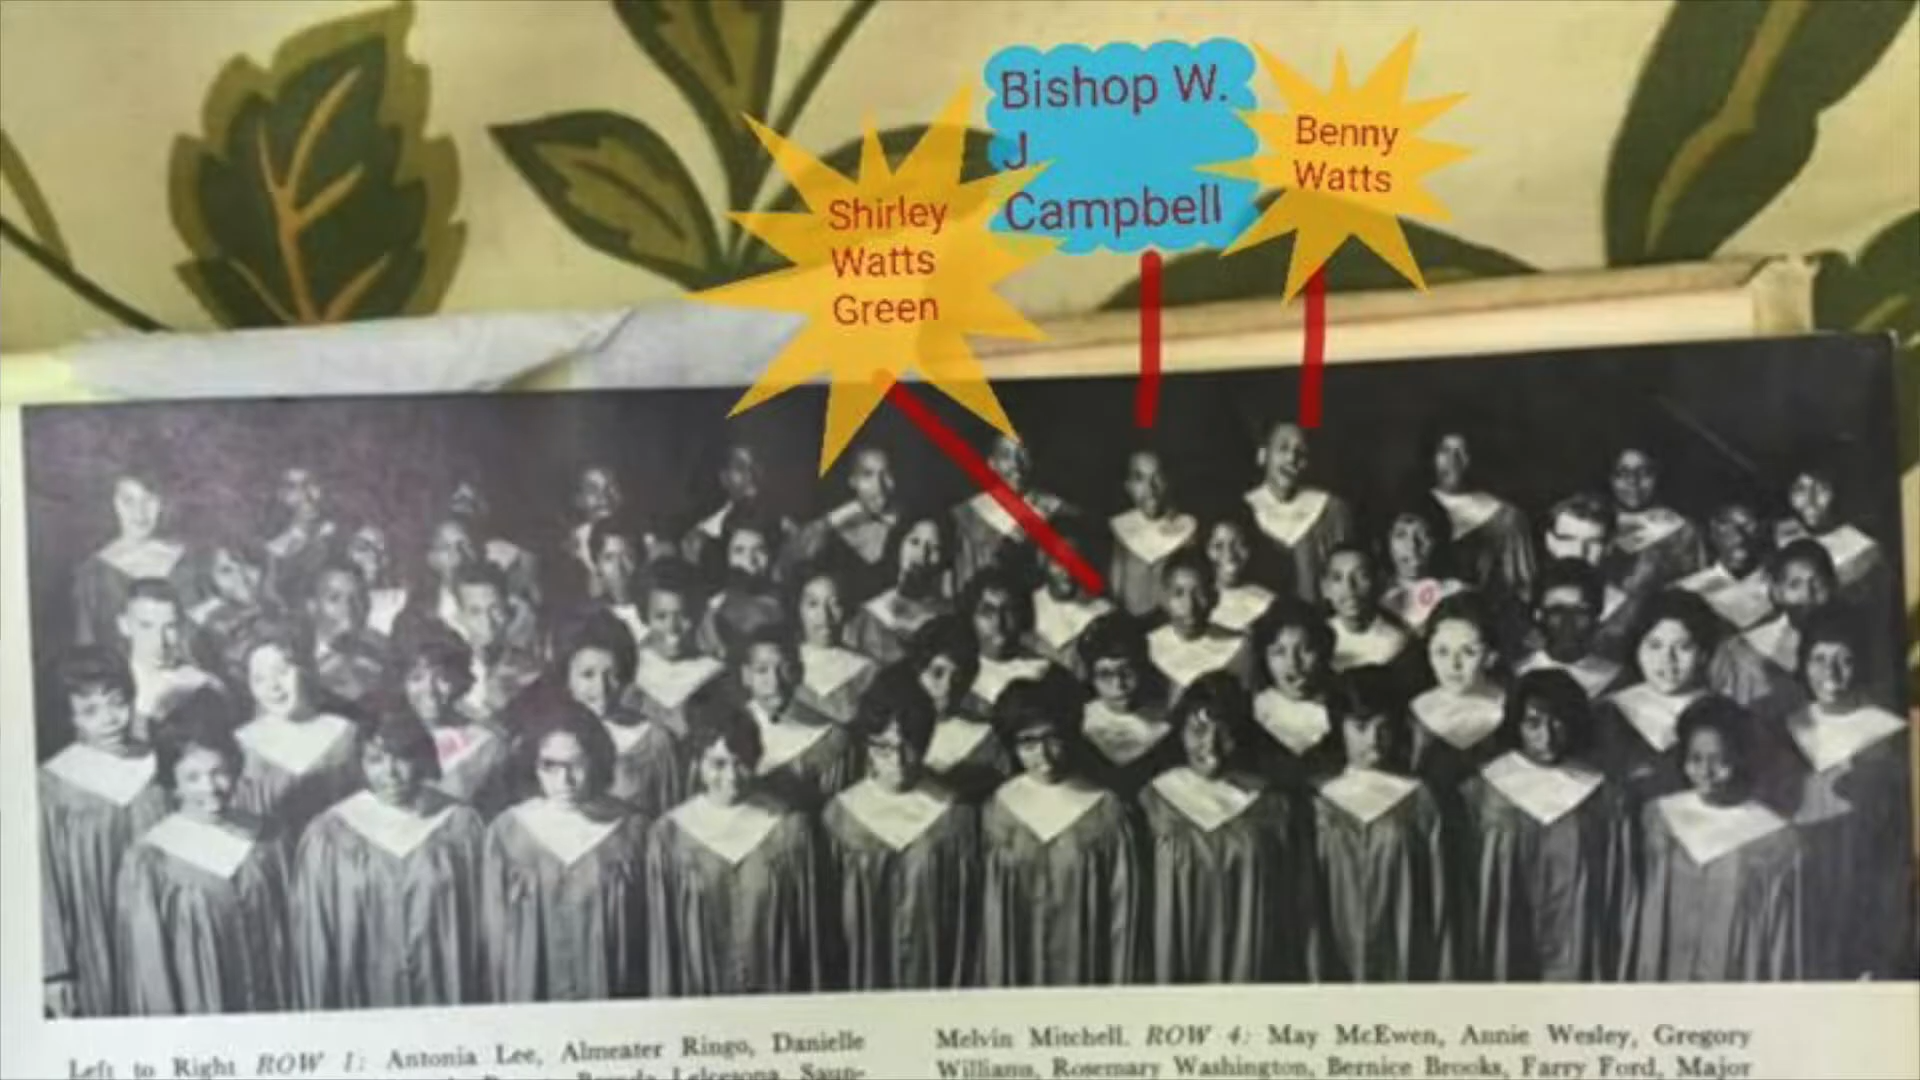 Bishop W.
J
Campbell
Benny
Watts
Shirley
Watts
Green
Left to Right ROW 1: Antonia Lee, Almeater Ringo, Danielle
Melvin Mitchell. ROW 4: May McEwen, Annie Wesley, Gregory
Williams, Rosemary Washington, Bernice Brooks, Farry Ford, Major